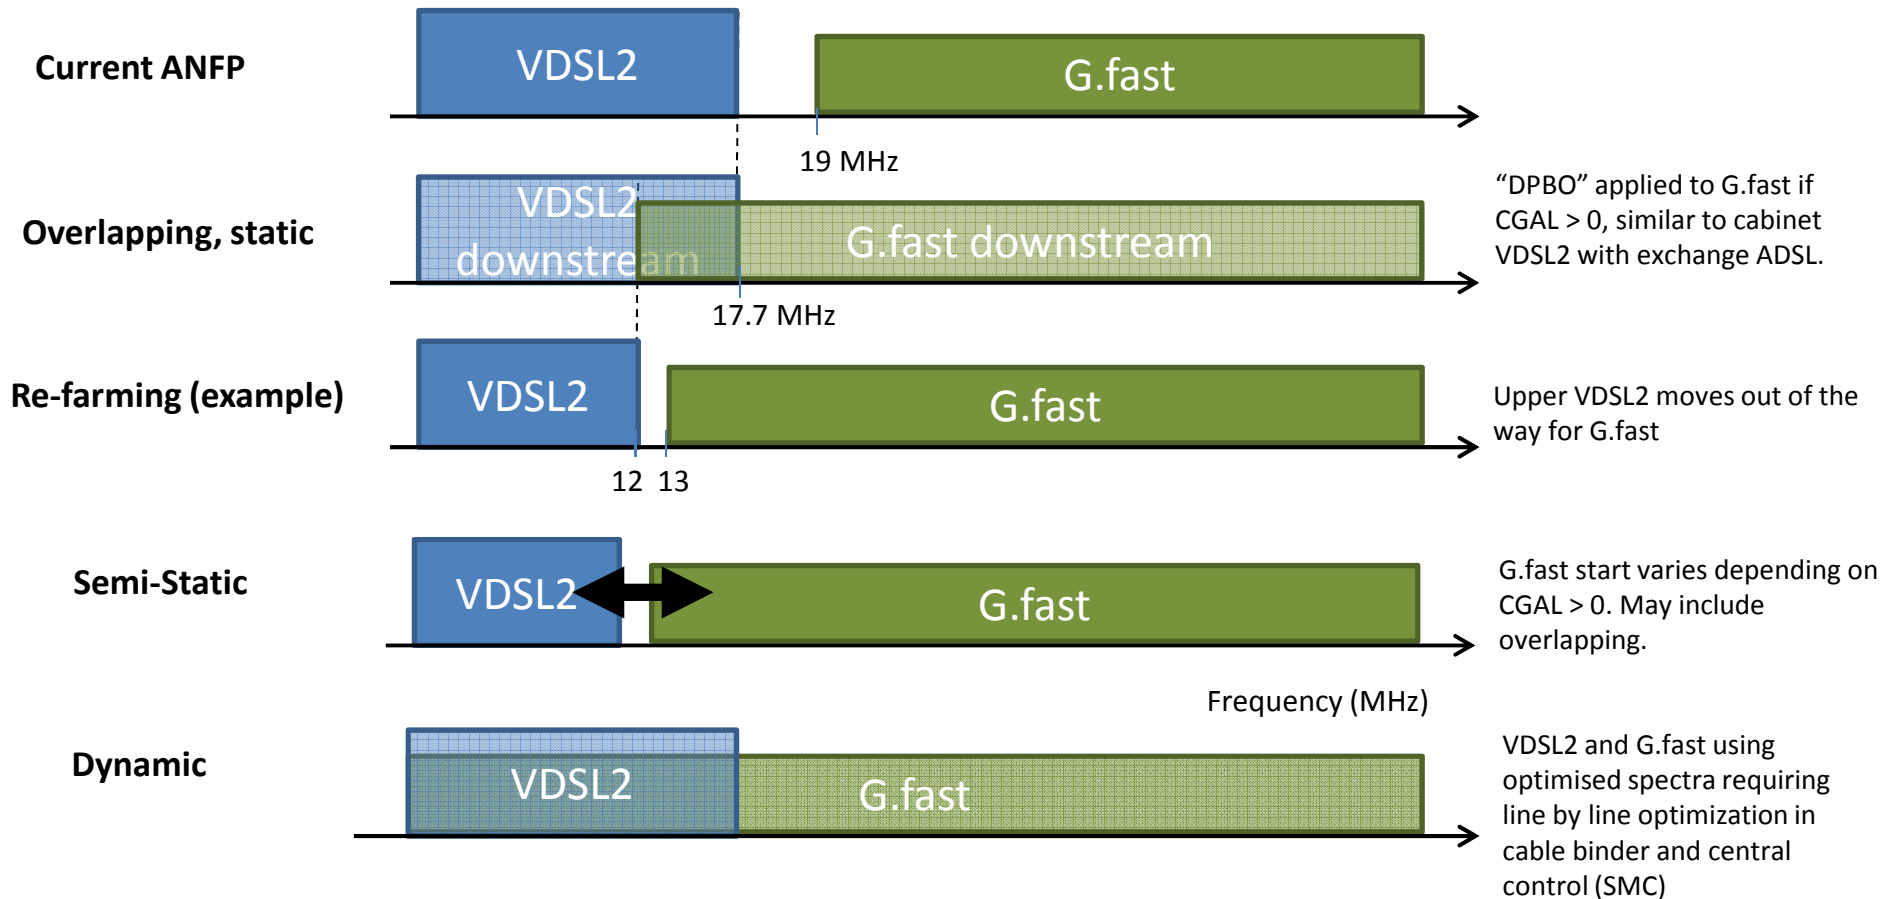 Current ANFP
VDSL2
G.fast
19 MHz
Overlapping, static
VDSL2
downstream
G.fast downstream
“DPBO” applied to G.fast if
CGAL > 0, similar to cabinet
VDSL2 with exchange ADSL.
17.7 MHz
Re-farming (example)
VDSL2
G.fast
Upper VDSL2 moves out of the
way for G.fast
12 13
Semi-Static
VDSL2
G.fast
G.fast start varies depending on
CGAL > 0. May include
overlapping.
Frequency (MHz)
Dynamic
VDSL2
G.fast
VDSL2 and G.fast using
optimised spectra requiring
line by line optimization in
cable binder and central
control (SMC)